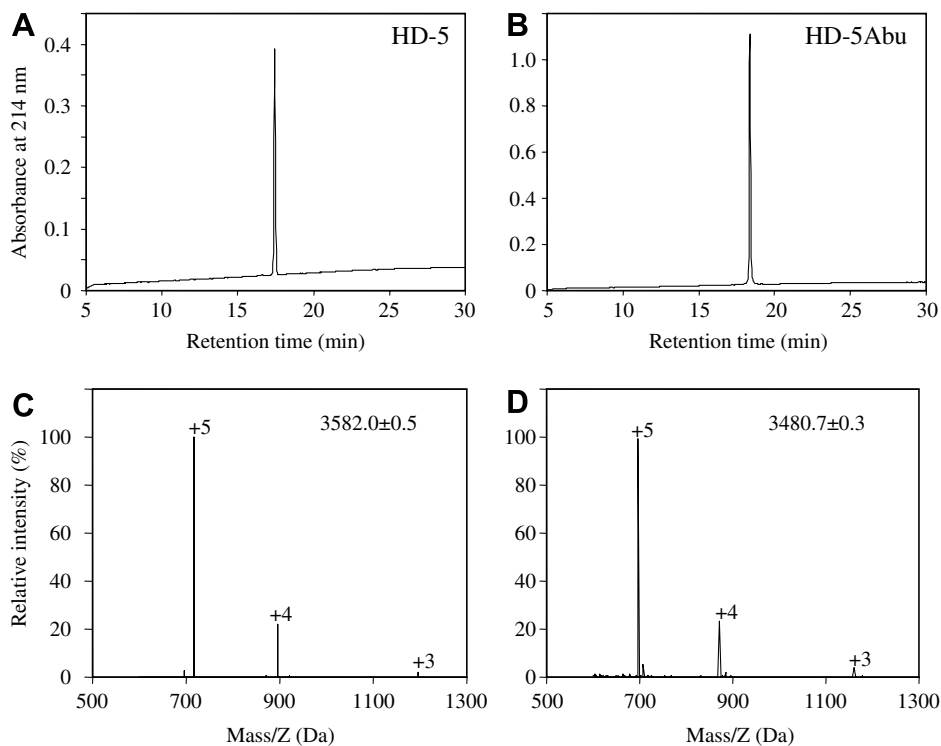 A
HD-5
Absorbance at 214 nm
0.4
0.3
0.2
0.1
0
5 10 15 20 25 30
Retention time (min)
B
HD-5Abu
1.0
0.8
0.6
0.4
0.2
0
5 10 15 20 25 30
Retention time (min)
C
3582.0±0.5
Relative intensity (%)
100
80
60
40
20
0
+5
+4
+3
500 700 900 1100 1300
Mass/Z (Da)
D
3480.7±0.3
100
80
60
40
20
0
+5
+4
+3
500 700 900 1100 1300
Mass/Z (Da)